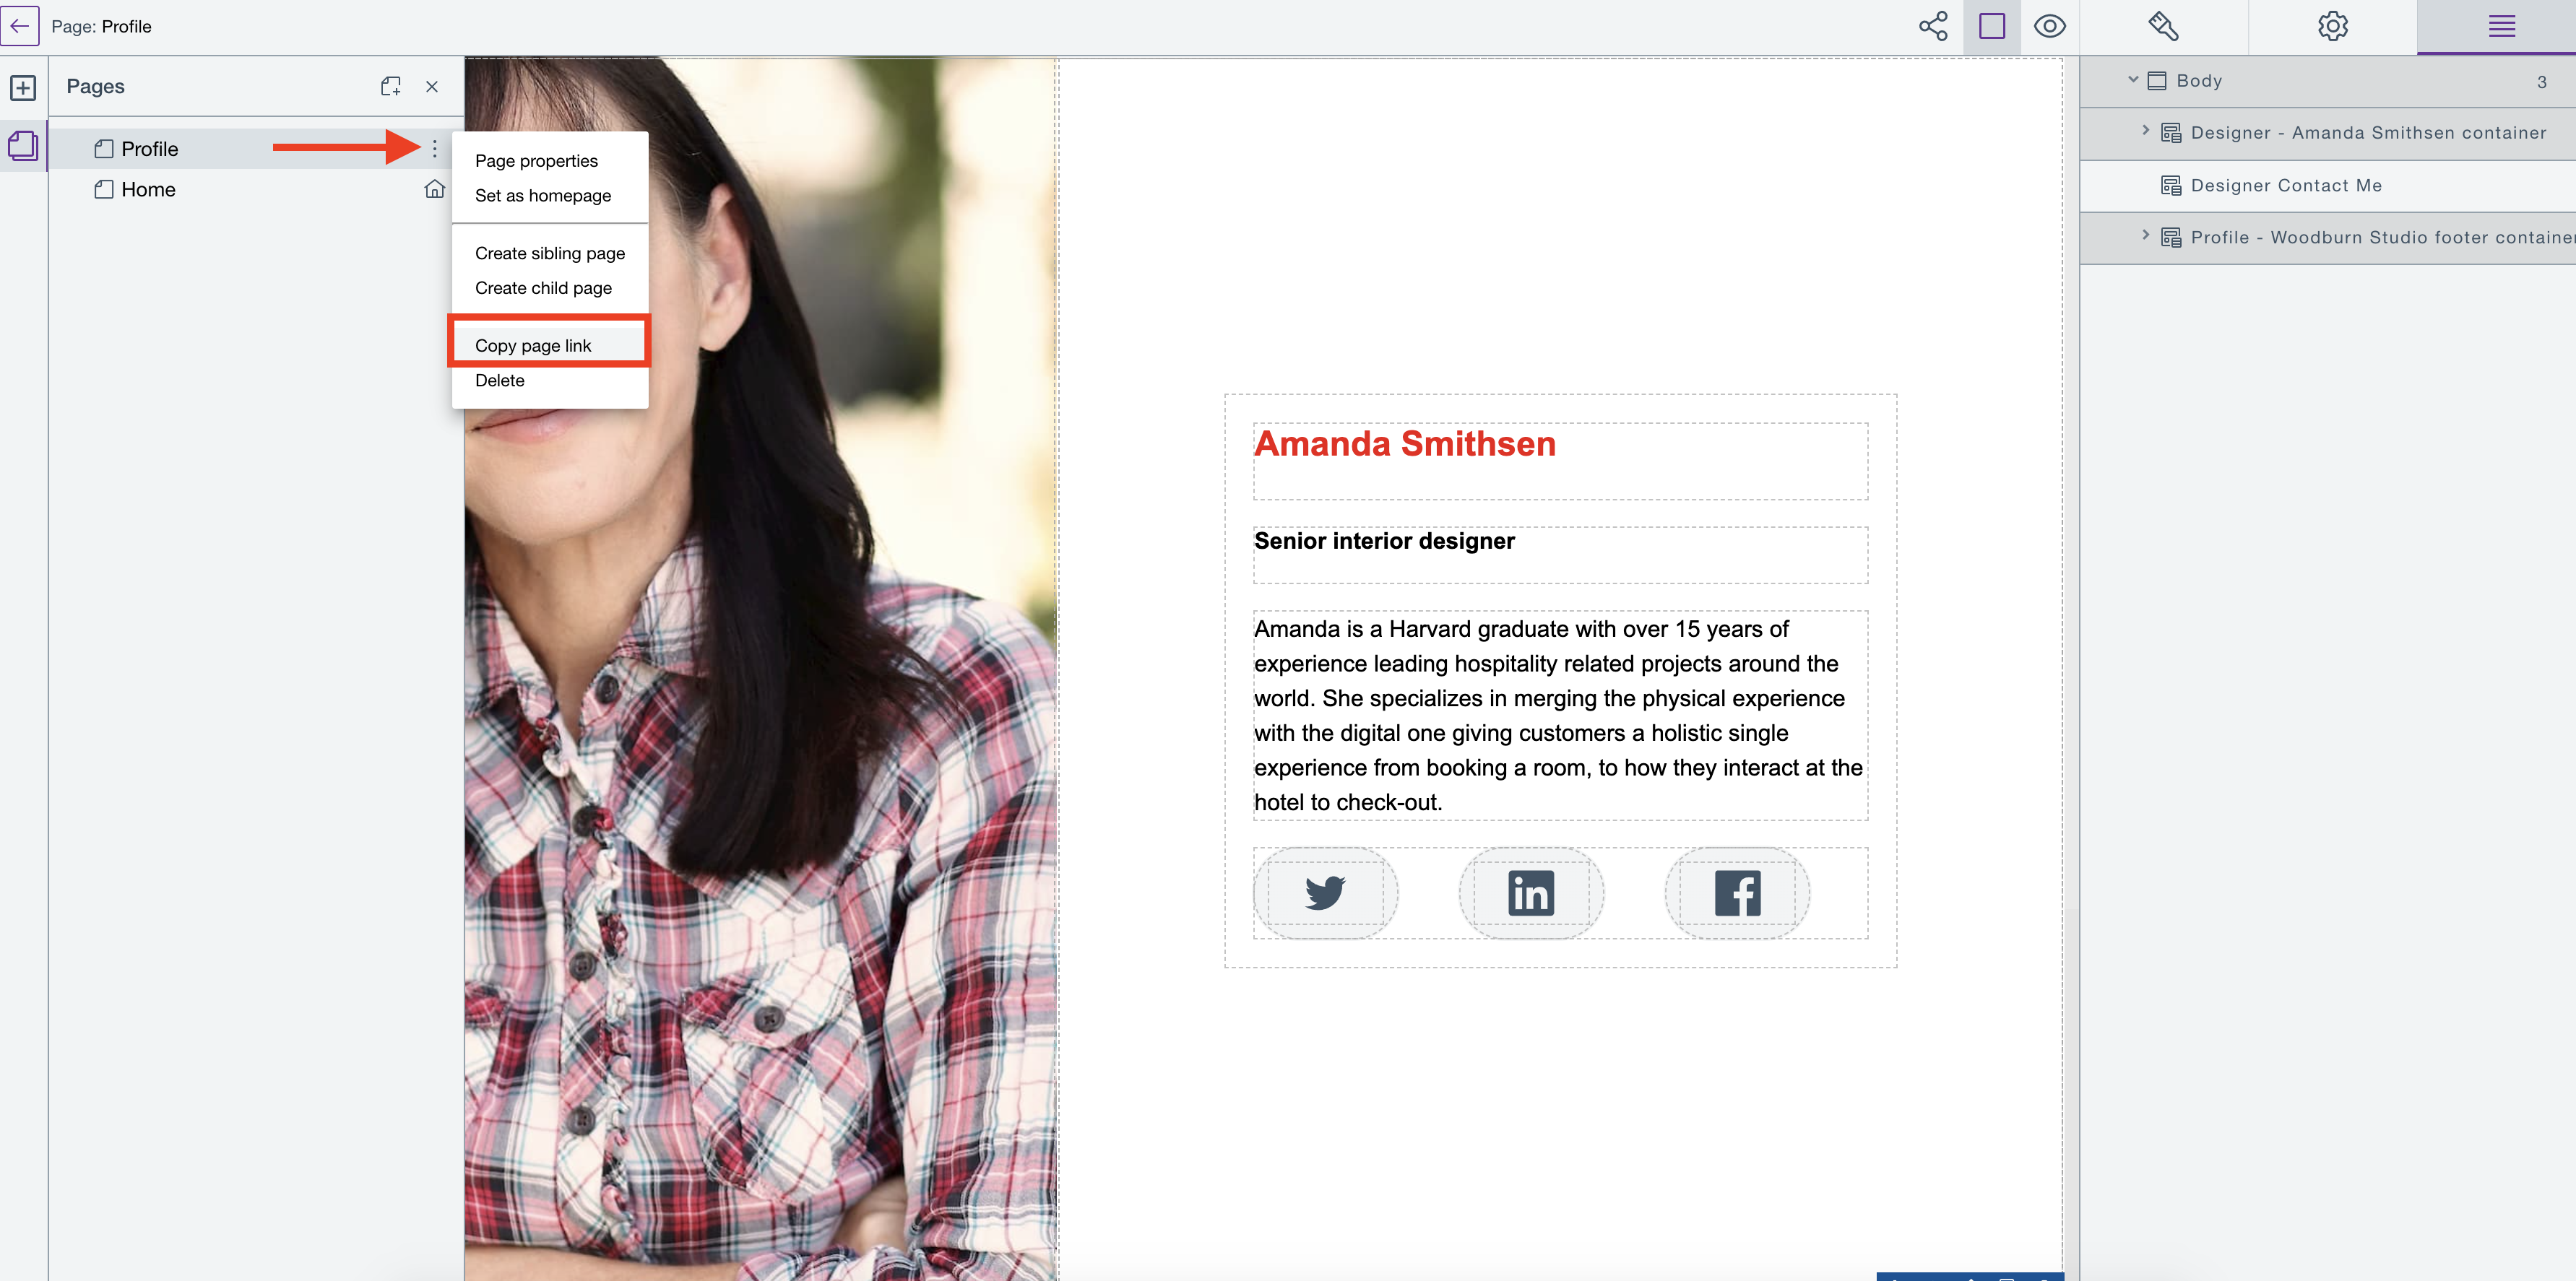 Page: Profile
Pages
Profile
Home
Page properties
Set as homepage
Create sibling page
Create child page
Copy page link
Delete
Amanda Smithsen
Senior interior designer
Amanda is a Harvard graduate with over 15 years of
experience leading hospitality related projects around the
world. She specializes in merging the physical experience
with the digital one giving customers a holistic single
experience from booking a room, to how they interact at the
hotel to check-out.
in
f
Body 3
Designer - Amanda Smithsen container
Designer Contact Me
Profile - Woodburn Studio footer container